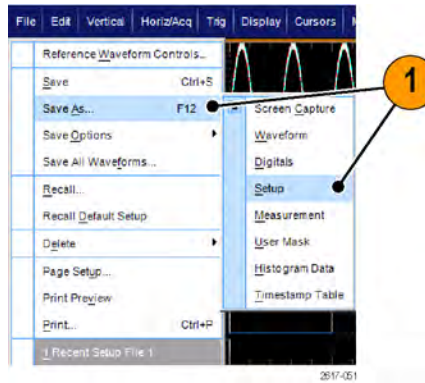 File Edit Vertical Horiz/Acq Trig Display Cursors
Reference Waveform Controls...
Save Ctrl+S
Save As... F12
Save Options
Save All Waveforms...
Recall...
Recall Default Setup
Delete
Page Setup...
Print Preview
Print... Ctrl+P
1 Recent Setup File 1
Screen Capture
Waveform
Digitals
Setup
Measurement
User Mask
Histogram Data
Timestamp Table
1
2617-051